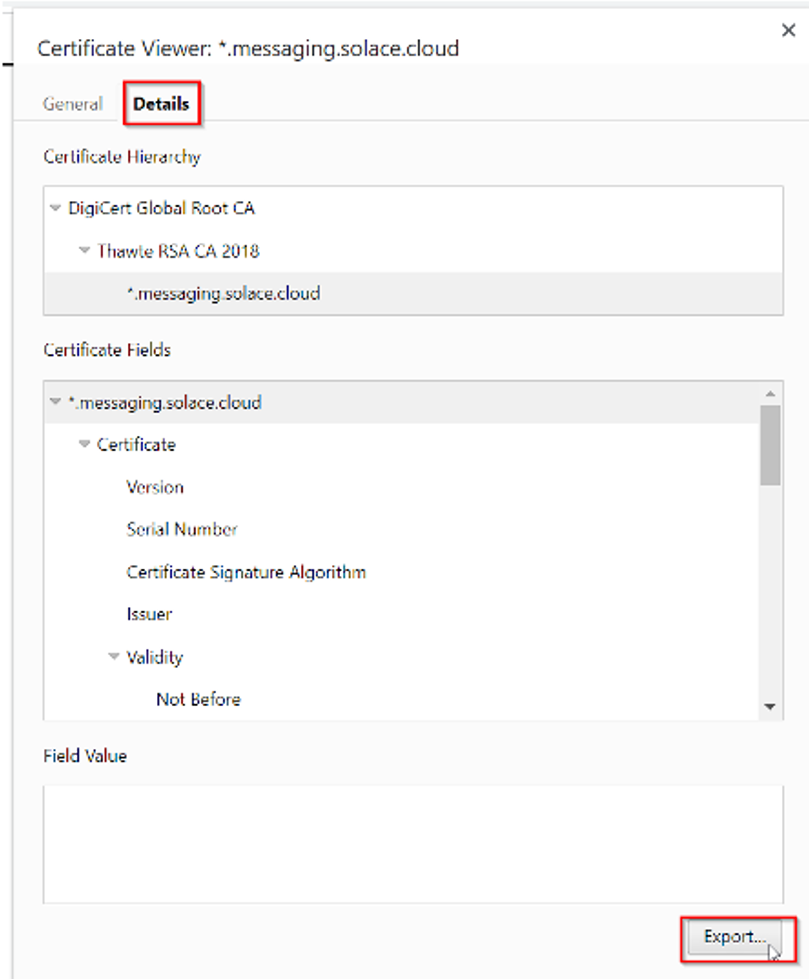 Certificate Viewer: *.messaging.solace.cloud
General
Details
Certificate Hierarchy
DigiCert Global Root CA
Thawte RSA CA 2018
*.messaging.solace.cloud
Certificate Fields
*.messaging.solace.cloud
Certificate
Version
Serial Number
Certificate Signature Algorithm
Issuer
Validity
Not Before
Field Value
Export...